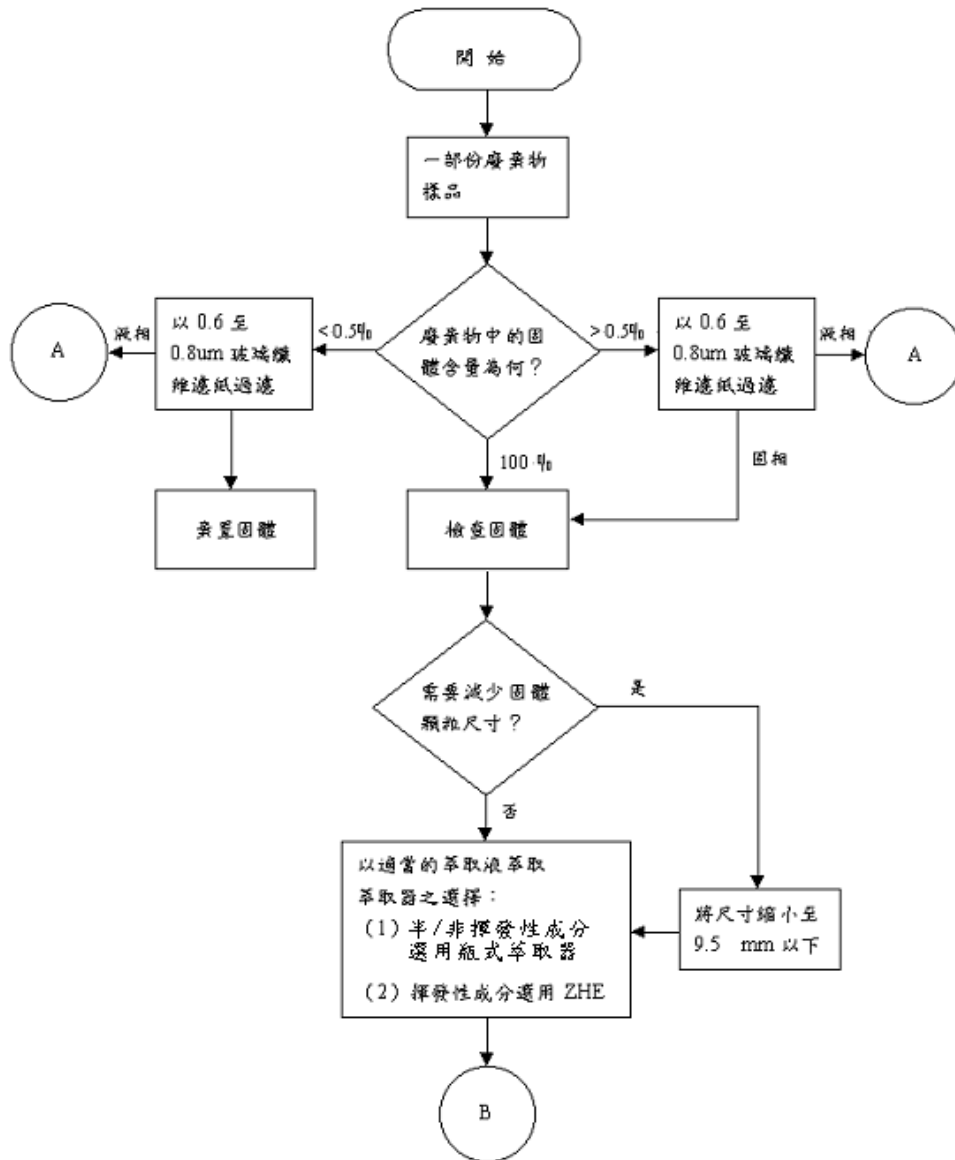 開 始
一部份廢棄物
樣品
廢棄物中的固
體含量為何？
<0.5%
以 0.6 至
0.8um 玻璃纖
維濾紙過濾
液相
A
棄置固體
>0.5%
以 0.6 至
0.8um 玻璃纖
維濾紙過濾
液相
A
固相
100 %
檢查固體
需要減少固體
顆粒尺寸？
是
將尺寸縮小至
9.5 mm 以下
否
以適當的萃取液萃取
萃取器之選擇：
(1) 半/非揮發性成分
選用瓶式萃取器
(2) 揮發性成分選用 ZHE
B